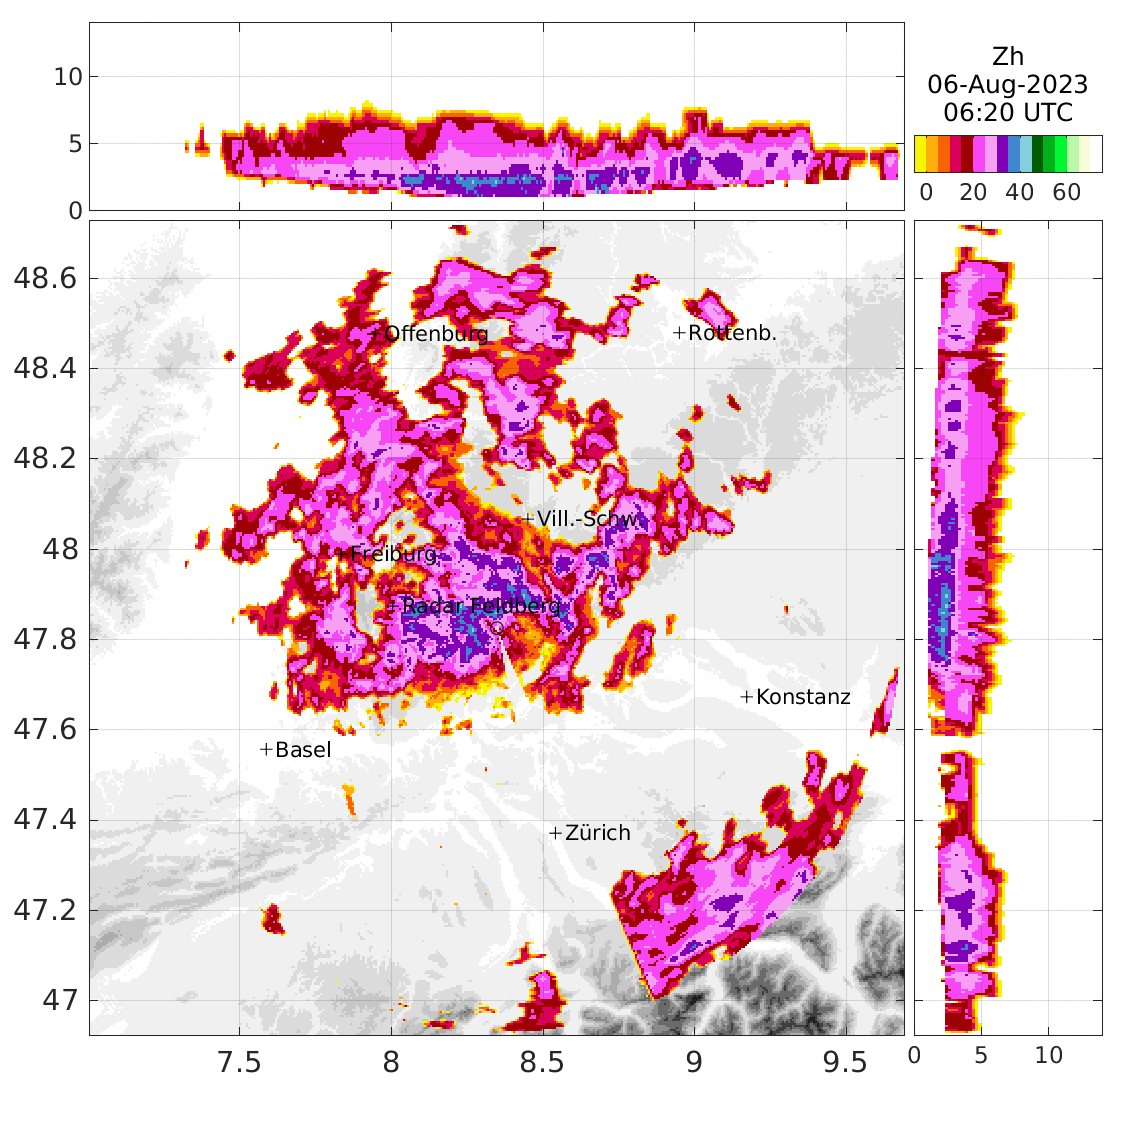 10
5
0
Zh
06-Aug-2023
06:20 UTC
0 20 40 60
48.6
48.4
48.2
48
47.8
47.6
47.4
47.2
47
+Offenburg
+Rottenb.
+Vill.-Schw.
+Freiburg
+Radar Feldberg
+Konstanz
+Basel
+Zürich
7.5 8 8.5 9 9.5
0 5 10